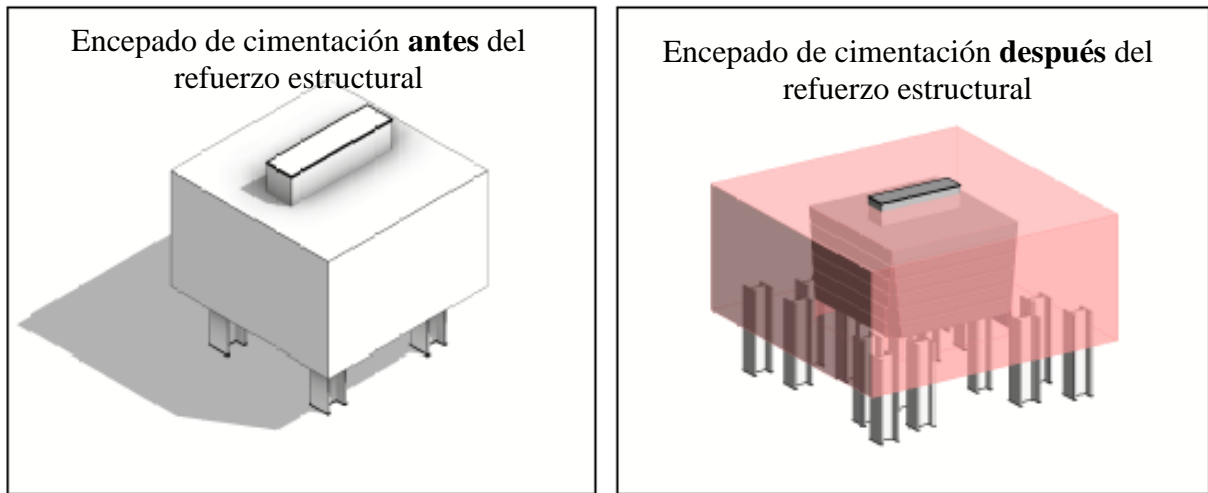 Encepado de cimentación antes del
refuerzo estructural
Encepado de cimentación después del
refuerzo estructural